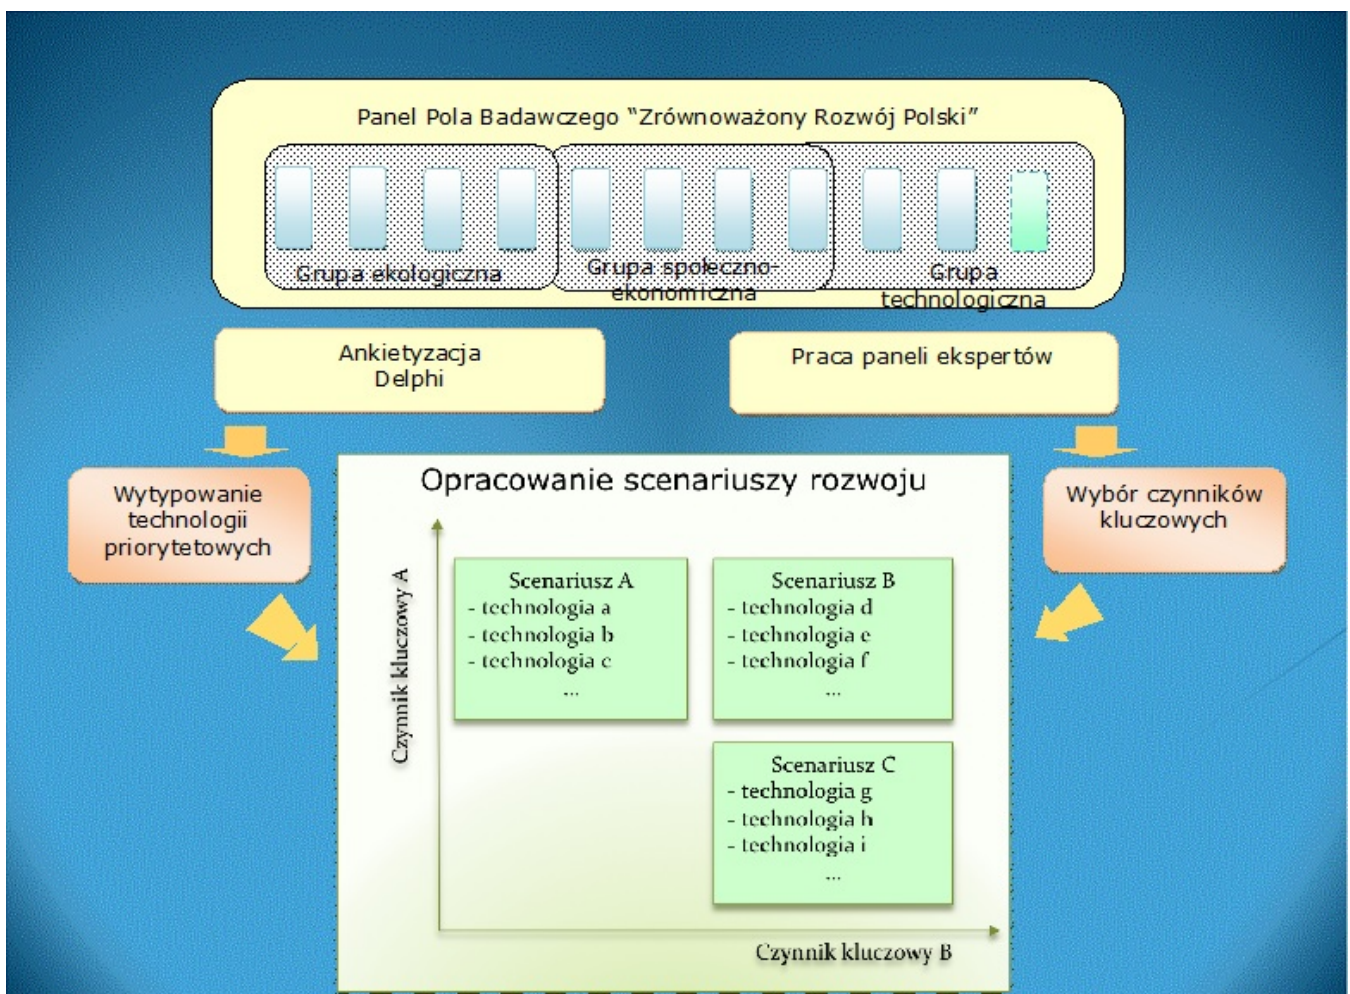 Panel Pola Badawczego “Zrównoważony Rozwój Polski”
Grupa ekologiczna
Grupa społeczno-
ekonomiczna
Grupa
technologiczna
Ankietyzacja
Delphi
Praca paneli ekspertów
Wytypowanie
technologii
priorytetowych
Wybór czynników
kluczowych
Opracowanie scenariuszy rozwoju
Czynnik kluczowy A
Scenariusz A
- technologia a
- technologia b
- technologia c
...
Scenariusz B
- technologia d
- technologia e
- technologia f
...
Scenariusz C
- technologia g
- technologia h
- technologia i
...
Czynnik kluczowy B